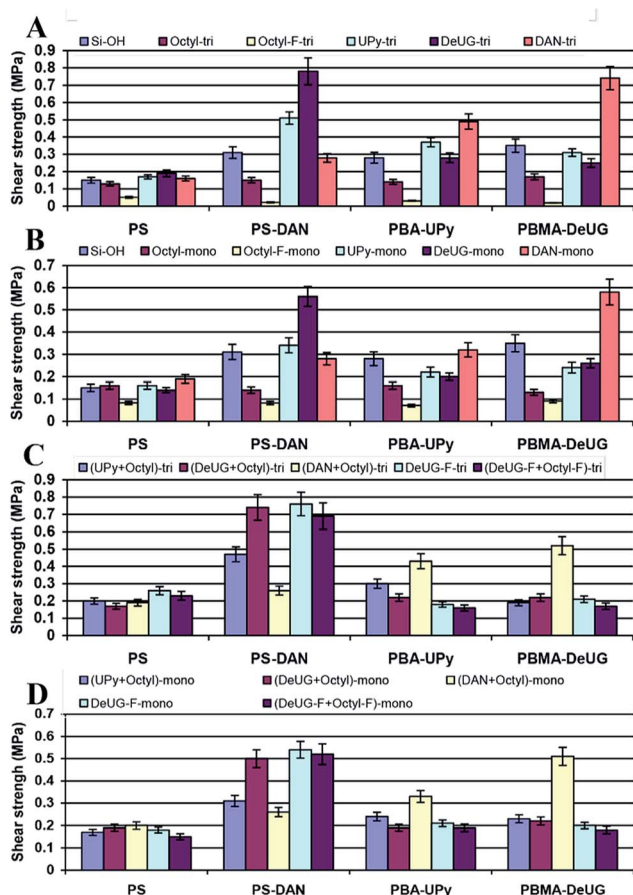 A
Si-OH Octyl-tri Octyl-F-tri UPy-tri DeUG-tri DAN-tri
Shear strength (MPa)
0.9
0.8
0.7
0.6
0.5
0.4
0.3
0.2
0.1
0
PS PS-DAN PBA-UPy PBMA-DeUG
B
Si-OH Octyl-mono Octyl-F-mono UPy-mono DeUG-mono DAN-mono
Shear strength (MPa)
0.7
0.6
0.5
0.4
0.3
0.2
0.1
0
PS PS-DAN PBA-UPy PBMA-DeUG
C
(UPy+Octyl)-tri (DeUG+Octyl)-tri (DAN+Octyl)-tri DeUG-F-tri (DeUG-F+Octyl-F)-tri
Shear strength (MPa)
0.9
0.8
0.7
0.6
0.5
0.4
0.3
0.2
0.1
0
PS PS-DAN PBA-UPy PBMA-DeUG
D
(UPy+Octyl)-mono (DeUG+Octyl)-mono (DAN+Octyl)-mono
DeUG-F-mono (DeUG-F+Octyl-F)-mono
Shear strength (MPa)
0.7
0.6
0.5
0.4
0.3
0.2
0.1
0
PS PS-DAN PBA-UPy PBMA-DeUG